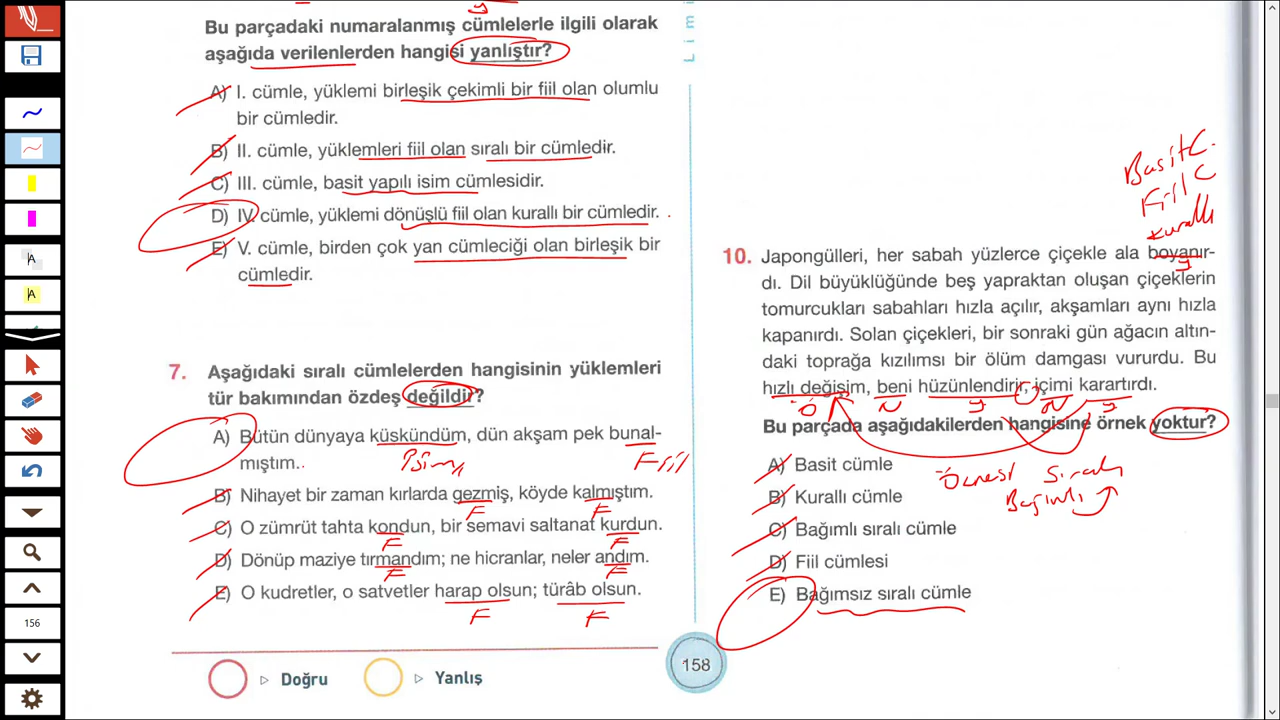 y
Bu parçadaki numaralanmış cümlelerle ilgili olarak
aşağıda verilenlerden hangisi yanlıştır?
A) I. cümle, yüklemi birleşik çekimli bir fiil olan olumlu
bir cümledir.
B) II. cümle, yüklemleri fiil olan sıralı bir cümledir.
C) III. cümle, basit yapılı isim cümlesidir.
D) IV. cümle, yüklemi dönüşlü fiil olan kurallı bir cümledir.
E) V. cümle, birden çok yan cümleciği olan birleşik bir
cümledir.
7. Aşağıdaki sıralı cümlelerden hangisinin yüklemleri
tür bakımından özdeş değildir?
A) Bütün dünyaya küskündüm, dün akşam pek bunal-
mıştım.
İsim Fiil
B) Nihayet bir zaman kırlarda gezmiş, köyde kalmıştım.
F F
C) O zümrüt tahta kondun, bir semavi saltanat kurdun.
F F
D) Dönüp maziye tırmandım; ne hicranlar, neler andım.
F F
E) O kudretler, o satvetler harap olsun; türâb olsun.
F F
Doğru
Yanlış
Limi
158
Basit C.
Fiil C
Kurallı
10. Japongülleri, her sabah yüzlerce çiçekle ala boyanır-
y
dı. Dil büyüklüğünde beş yapraktan oluşan çiçeklerin
tomurcukları sabahları hızla açılır, akşamları aynı hızla
kapanırdı. Solan çiçekleri, bir sonraki gün ağacın altın-
daki toprağa kızılımsı bir ölüm damgası vururdu. Bu
hızlı değişim, beni hüzünlendirir, içimi karartırdı.
Ö N y N y
Bu parçada aşağıdakilerden hangisine örnek yoktur?
A) Basit cümle
Öznesi Sıralı
B) Kurallı cümle
Bağımlı
C) Bağımlı sıralı cümle
D) Fiil cümlesi
E) Bağımsız sıralı cümle
A
A
156